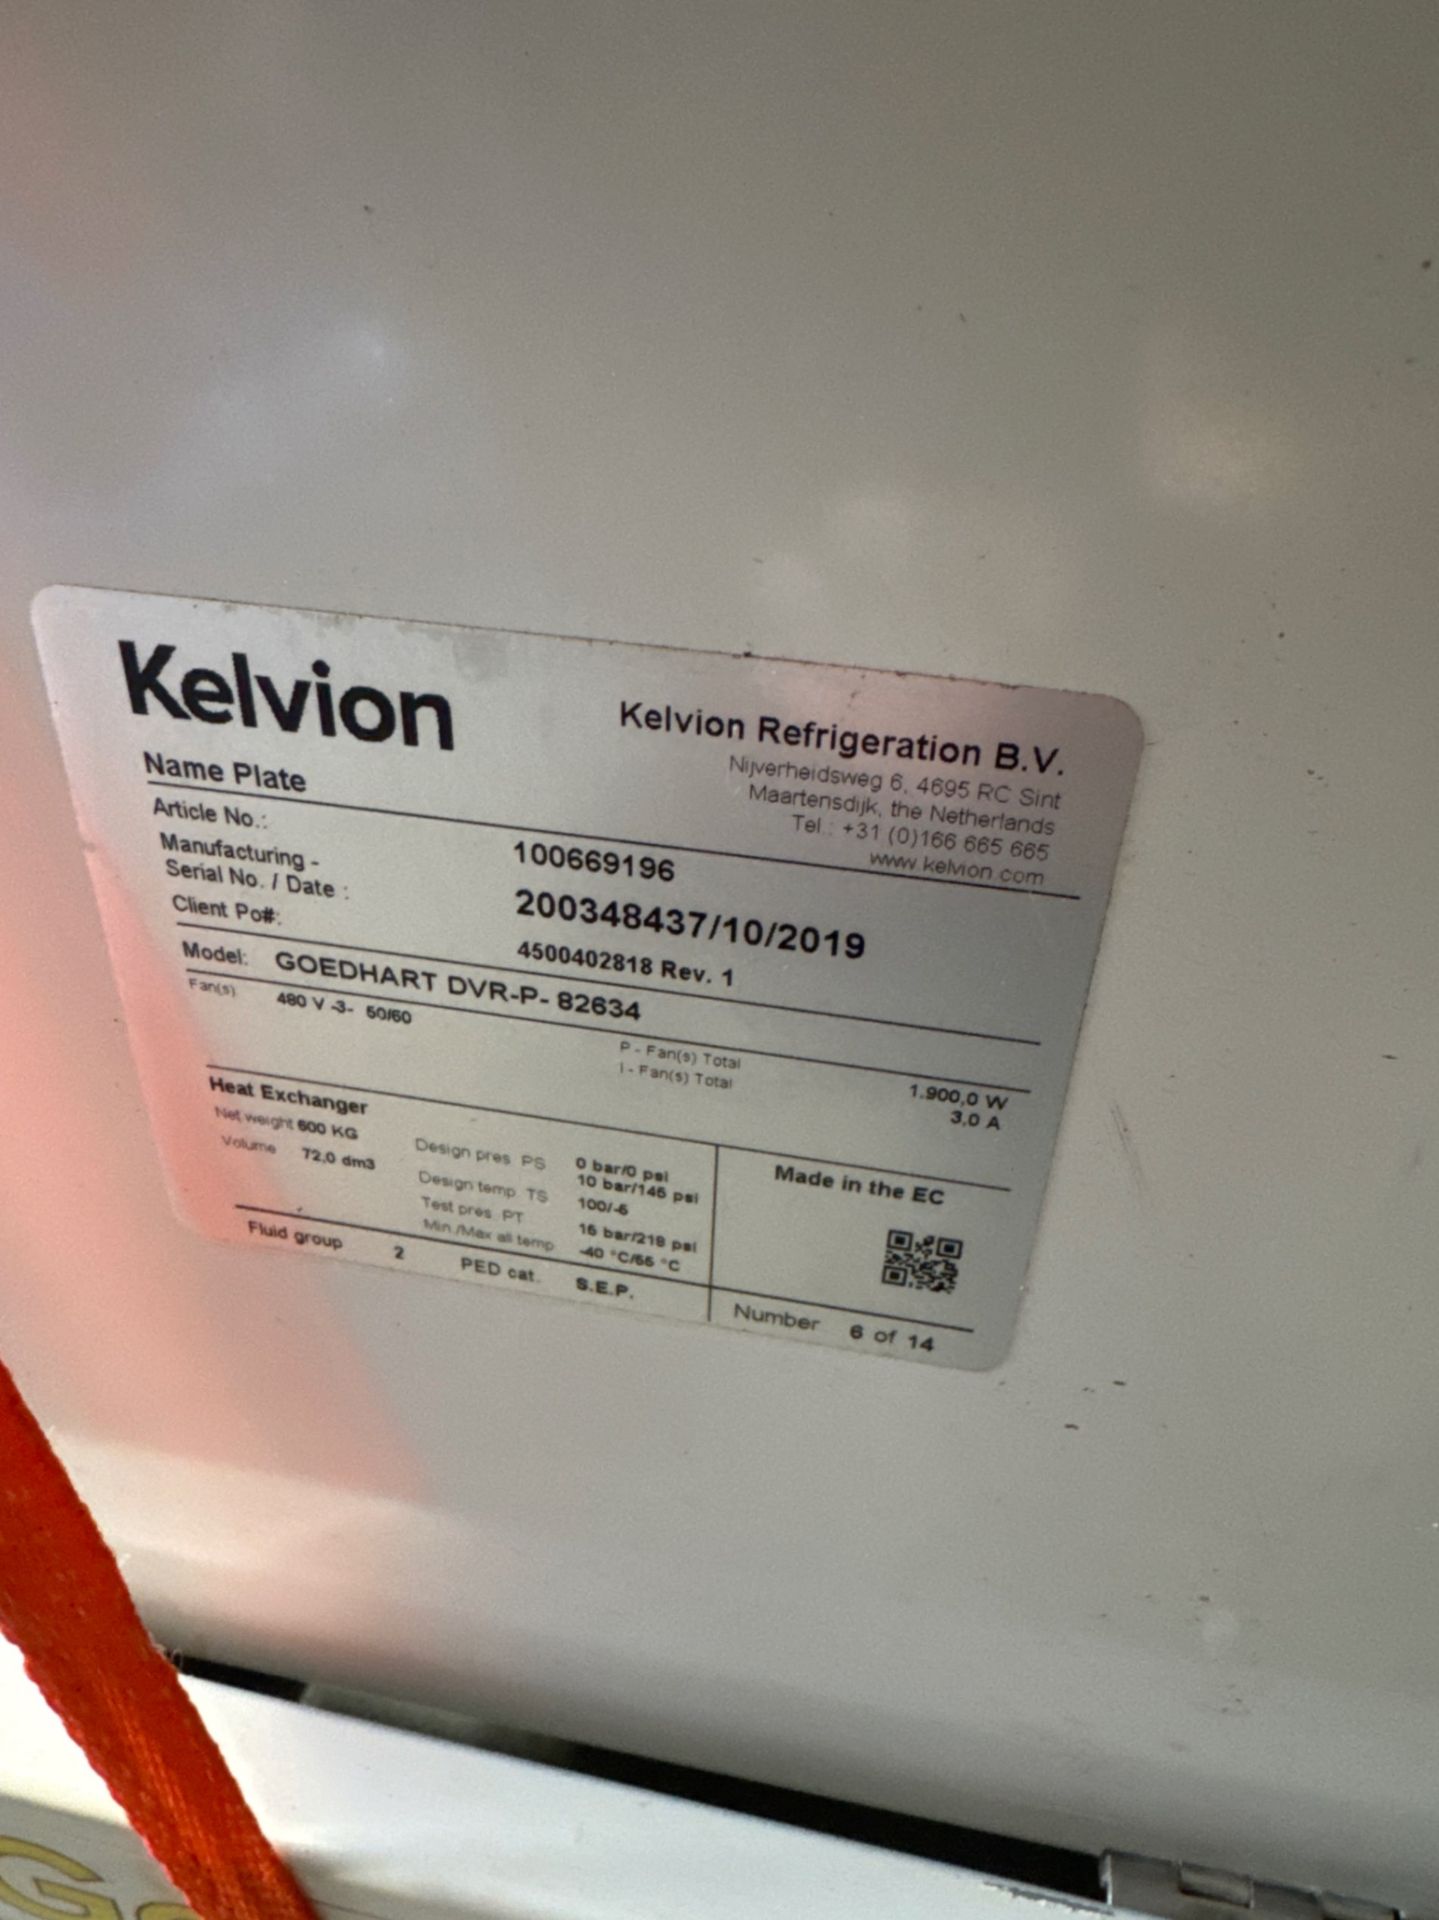 Kelvion
Kelvion Refrigeration B.V.
Nijverheidsweg 6, 4695 RC Sint
Maartensdijk, the Netherlands
Tel.: +31 (0)166 665 665
www.kelvion.com
Name Plate
Article No.: 100669196
Manufacturing -
Serial No. / Date : 200348437/10/2019
Client Po#: 4500402818 Rev. 1
Model: GOEDHART DVR-P- 82634
Fan(s) 480 V -3- 50/60
P - Fan(s) Total 1.900,0 W
I - Fan(s) Total 3,0 A
Heat Exchanger
Net weight 600 KG
Volume 72,0 dm3
Design pres PS 0 bar/0 psi
10 bar/145 psi
Design temp. TS 100/-5
Test pres. PT 15 bar/218 psi
Min./Max all temp -40 °C/55 °C
Made in the EC
Fluid group 2 PED cat. S.E.P.
Number 6 of 14